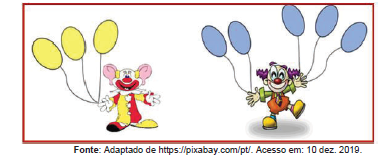 Fonte: Adaptado de https://pixabay.com/pt/. Acesso em: 10 dez. 2019.